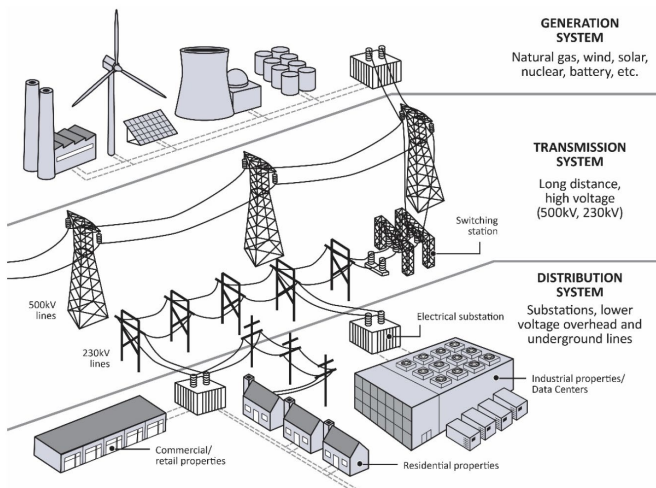 GENERATION
SYSTEM
Natural gas, wind, solar,
nuclear, battery, etc.
TRANSMISSION
SYSTEM
Long distance,
high voltage
(500kV, 230kV)
Switching
station
500kV
lines
230kV
lines
DISTRIBUTION
SYSTEM
Substations, lower
voltage overhead and
underground lines
Electrical substation
Industrial properties/
Data Centers
Commercial/
retail properties
Residential properties